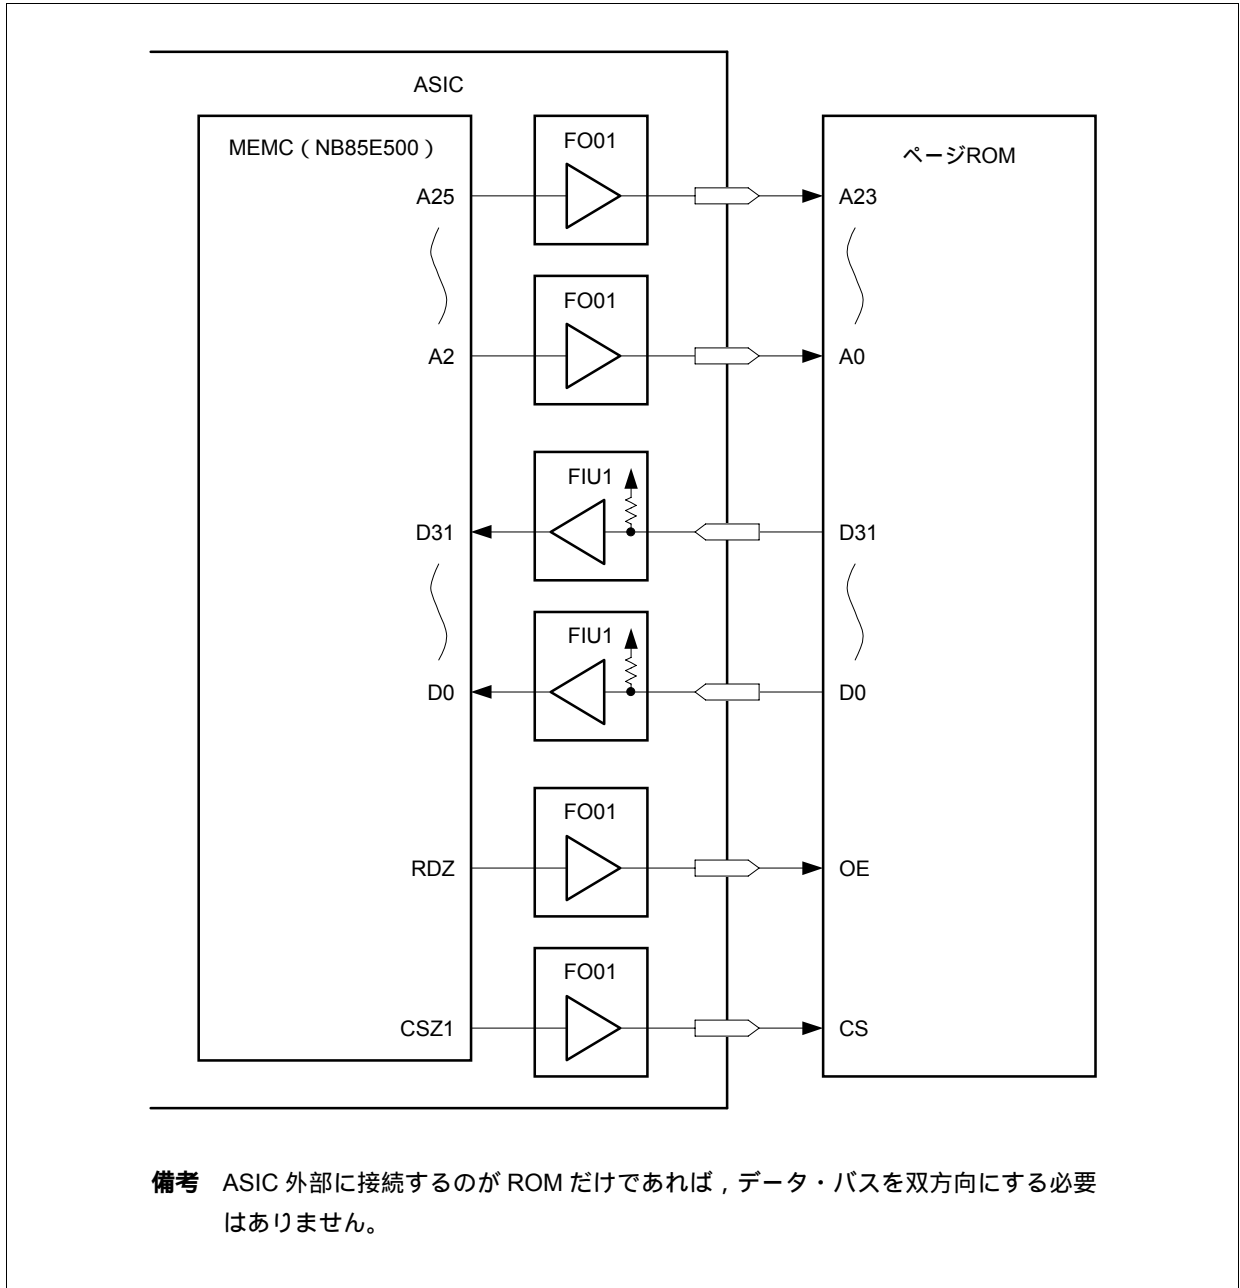 ASIC
MEMC（NB85E500）
FO01
ページROM
A25
A23
FO01
A2
A0
FIU1
D31
D31
FIU1
D0
D0
FO01
RDZ
OE
FO01
CSZ1
CS
備考 ASIC 外部に接続するのが ROM だけであれば，データ・バスを双方向にする必要
はありません。